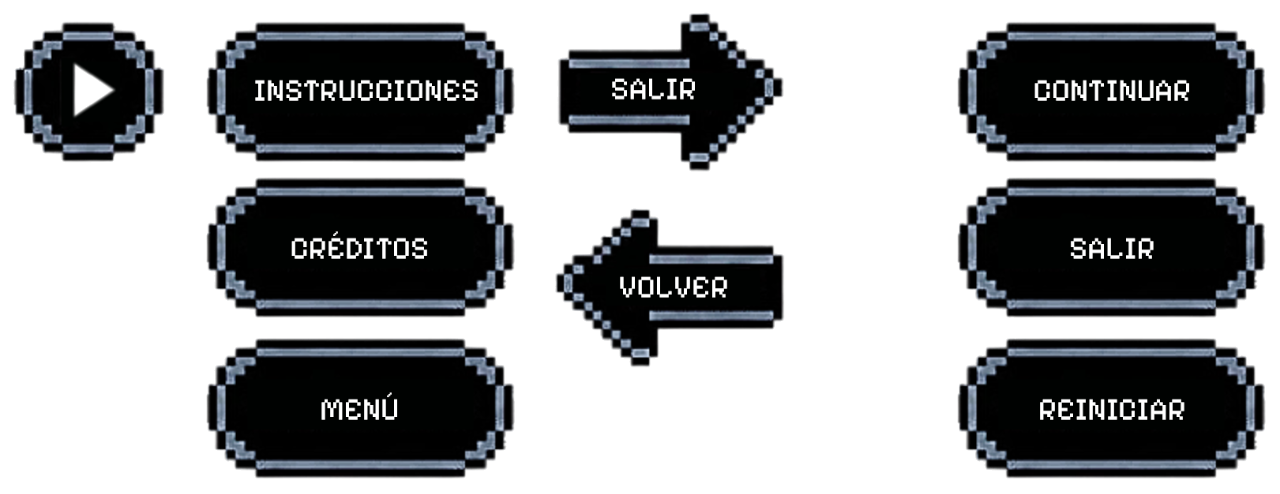 INSTRUCCIONES
SALIR
CONTINUAR
CRÉDITOS
SALIR
VOLVER
MENÚ
REINICIAR